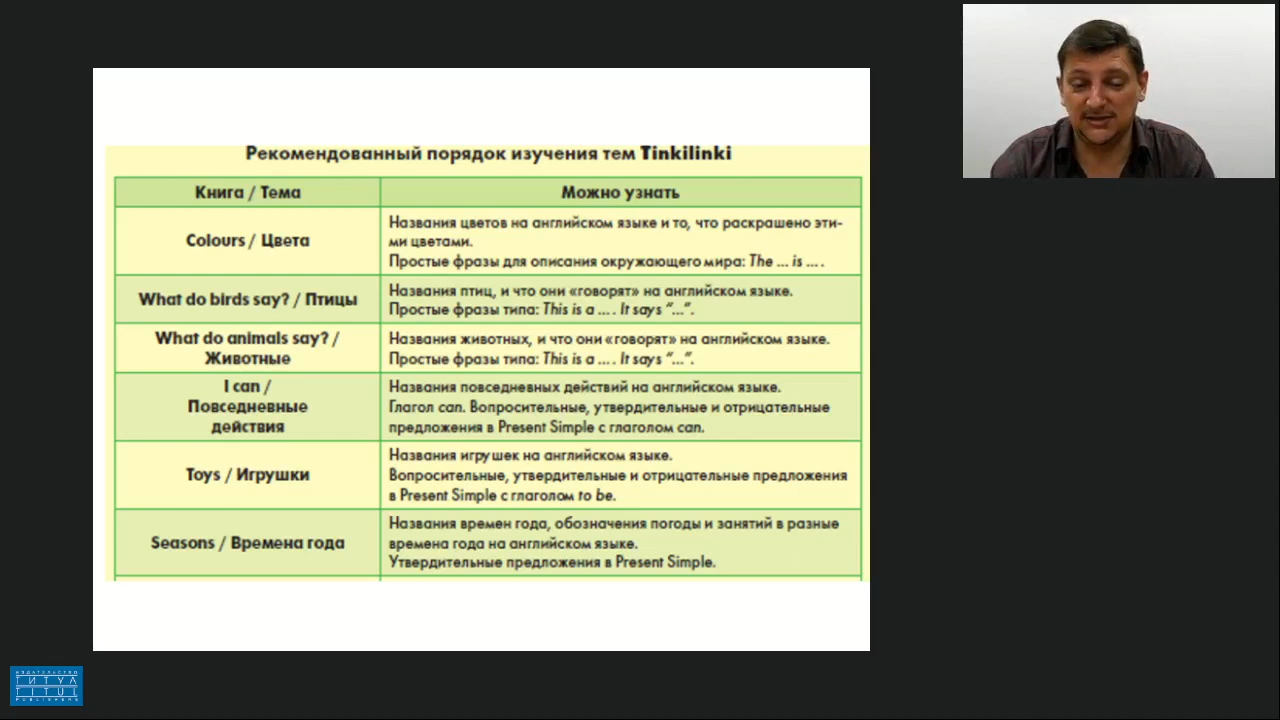 Рекомендованный порядок изучения тем Tinkilinki
Книга / Тема
Можно узнать
Colours / Цвета
Названия цветов на английском языке и то, что раскрашено эти-
ми цветами.
Простые фразы для описания окружающего мира: The ... is ... .
What do birds say? / Птицы
Названия птиц, и что они «говорят» на английском языке.
Простые фразы типа: This is a ... . It says “...”.
What do animals say? /
Животные
Названия животных, и что они «говорят» на английском языке.
Простые фразы типа: This is a ... . It says “...”.
I can /
Повседневные
действия
Названия повседневных действий на английском языке.
Глагол can. Вопросительные, утвердительные и отрицательные
предложения в Present Simple с глаголом can.
Toys / Игрушки
Названия игрушек на английском языке.
Вопросительные, утвердительные и отрицательные предложения
в Present Simple с глаголом to be.
Seasons / Времена года
Названия времен года, обозначения погоды и занятий в разные
времена года на английском языке.
Утвердительные предложения в Present Simple.
ИЗДАТЕЛЬСТВО
ТИТУЛ
TITUL
PUBLISHERS